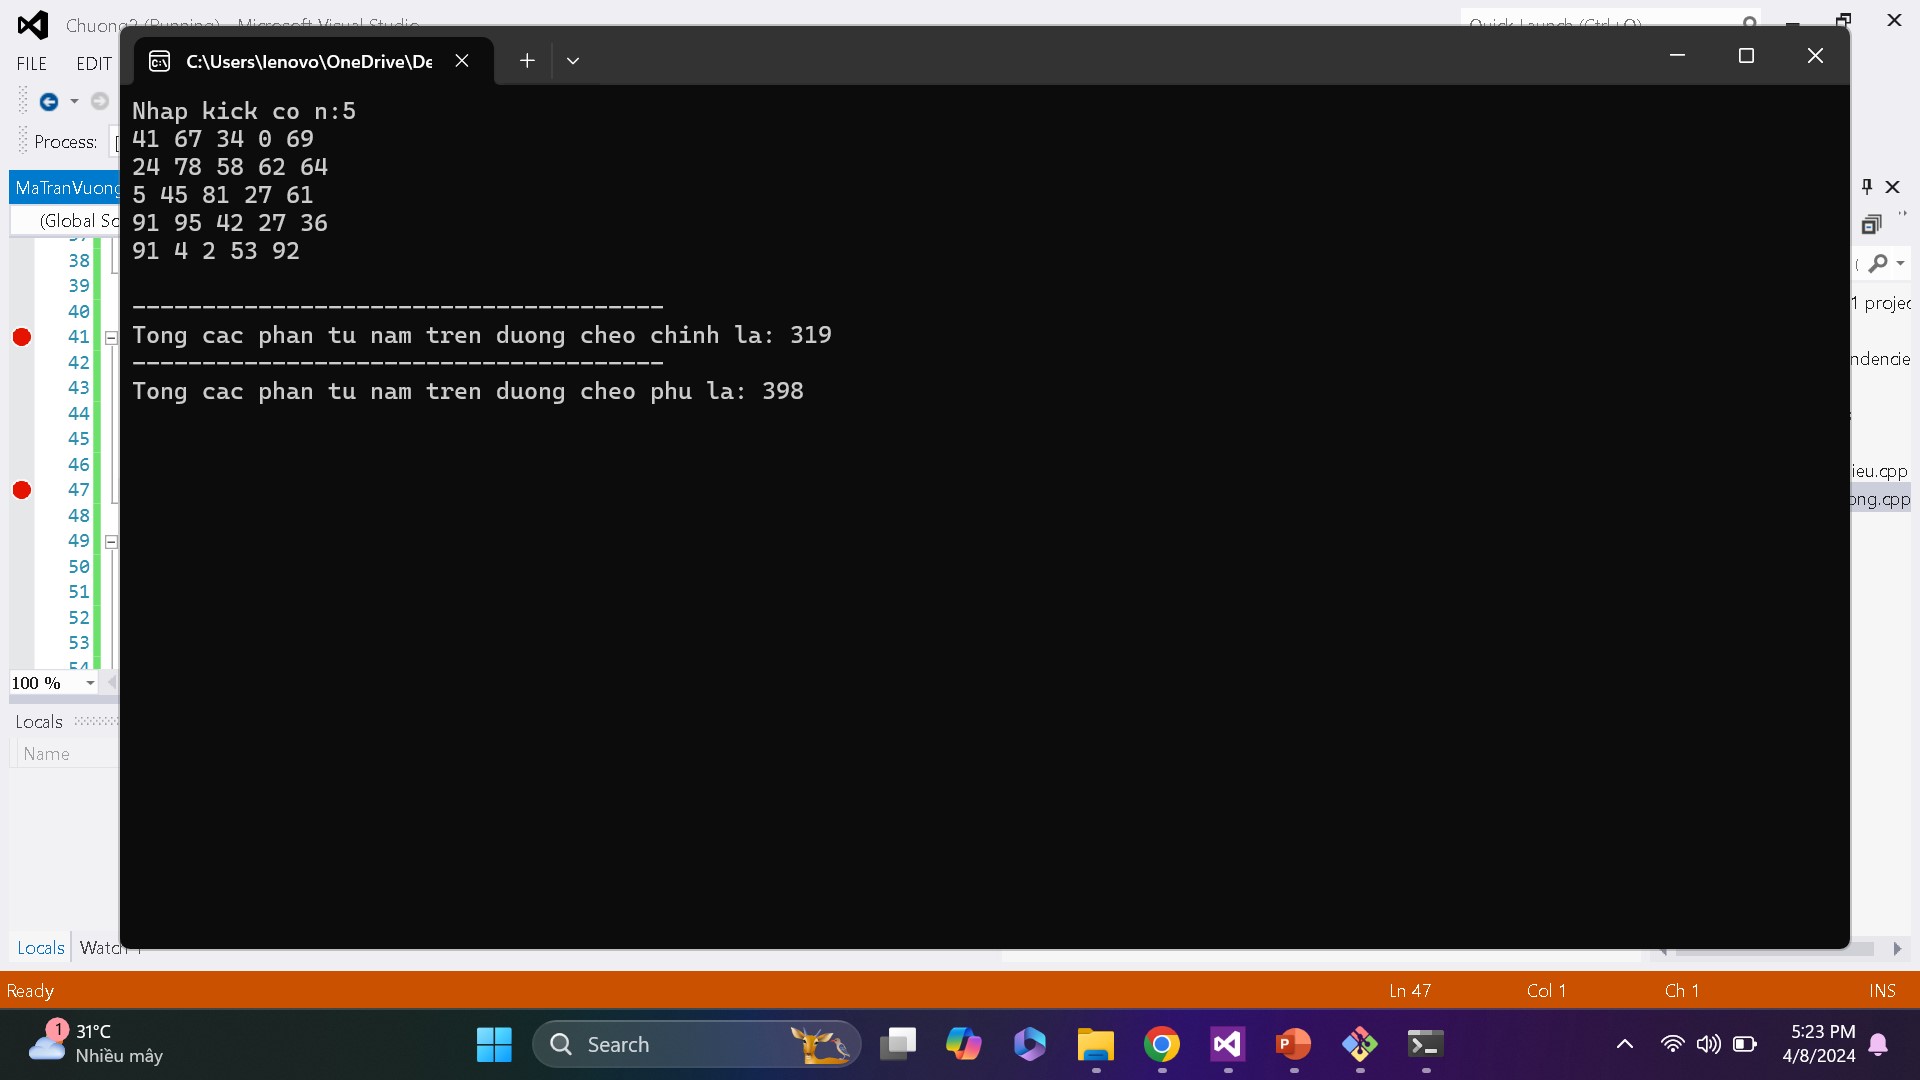 Chuong2 (Running) - Microsoft Visual Studio
Quick Launch (Ctrl+Q)
FILE EDIT
Process:
C:\Users\lenovo\OneDrive\De
Nhap kick co n:5
41 67 34 0 69
24 78 58 62 64
5 45 81 27 61
91 95 42 27 36
91 4 2 53 92
--------------------------------------
Tong cac phan tu nam tren duong cheo chinh la: 319
--------------------------------------
Tong cac phan tu nam tren duong cheo phu la: 398
MaTranVuong
(Global Sc
38
39
40
41
42
43
44
45
46
47
48
49
50
51
52
53
54
100 %
1 projec
ndencie
ieu.cpp
ong.cpp
Locals
Name
Locals Watch 1
Ready
Ln 47
Col 1
Ch 1
INS
1
31°C
Nhiều mây
Search
5:23 PM
4/8/2024